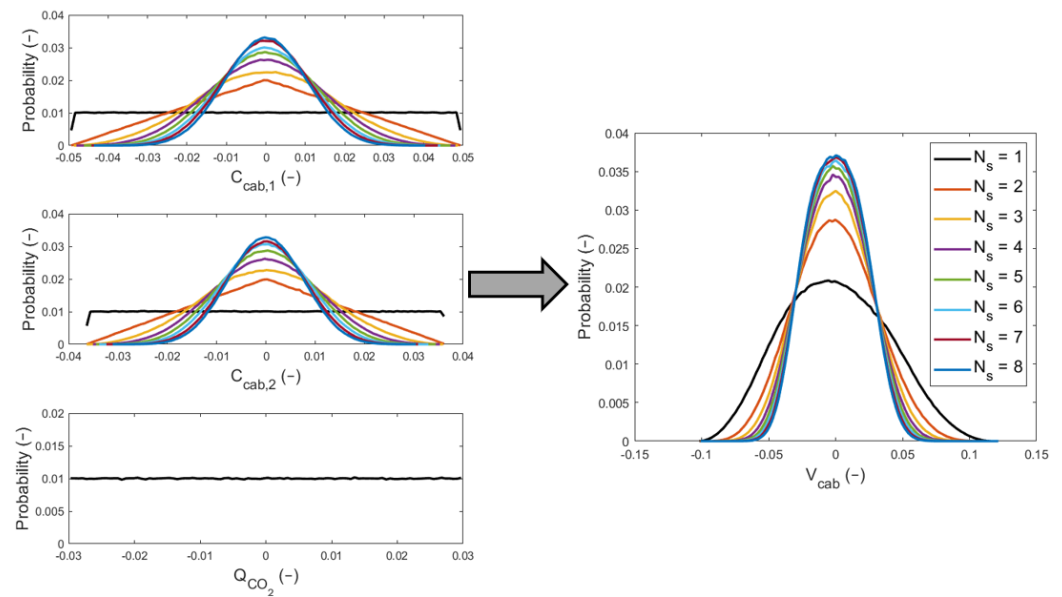 Probability (−)
0.04
0.03
0.02
0.01
0
-0.05 -0.04 -0.03 -0.02 -0.01 0 0.01 0.02 0.03 0.04 0.05
C_cab,1 (−)
Probability (−)
0.04
0.03
0.02
0.01
0
-0.04 -0.03 -0.02 -0.01 0 0.01 0.02 0.03 0.04
C_cab,2 (−)
Probability (−)
0.02
0.015
0.01
0.005
0
-0.03 -0.02 -0.01 0 0.01 0.02 0.03
Q_CO2 (−)
Probability (−)
0.04
0.035
0.03
0.025
0.02
0.015
0.01
0.005
0
-0.15 -0.1 -0.05 0 0.05 0.1 0.15
V_cab (−)
N_s = 1
N_s = 2
N_s = 3
N_s = 4
N_s = 5
N_s = 6
N_s = 7
N_s = 8